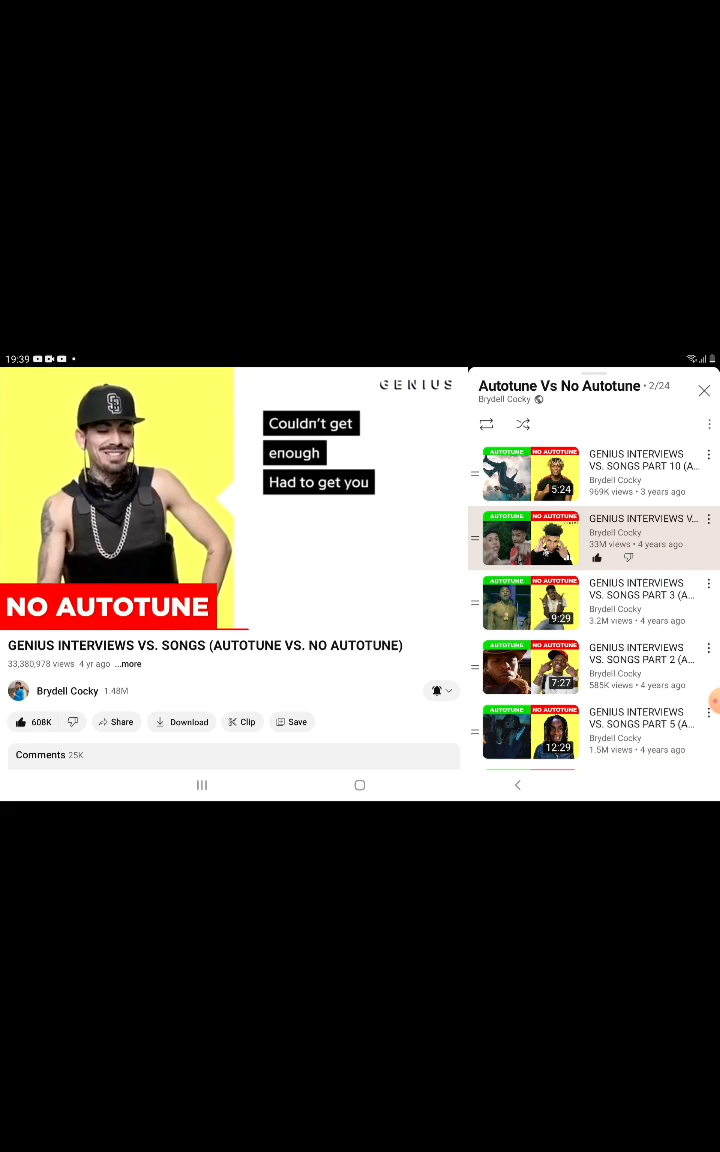 19:39
GENIUS
Couldn't get
enough
Had to get you
NO AUTOTUNE
GENIUS INTERVIEWS VS. SONGS (AUTOTUNE VS. NO AUTOTUNE)
33,380,978 views 4 yr ago ...more
Brydell Cocky 1.48M
608K
Share
Download
Clip
Save
Comments 25K
Autotune Vs No Autotune • 2/24
Brydell Cocky
AUTOTUNE NO AUTOTUNE
5:24
GENIUS INTERVIEWS
VS. SONGS PART 10 (A...
Brydell Cocky
969K views • 3 years ago
AUTOTUNE NO AUTOTUNE
GENIUS INTERVIEWS V...
Brydell Cocky
33M views • 4 years ago
AUTOTUNE NO AUTOTUNE
9:29
GENIUS INTERVIEWS
VS. SONGS PART 3 (A...
Brydell Cocky
3.2M views • 4 years ago
AUTOTUNE NO AUTOTUNE
7:27
GENIUS INTERVIEWS
VS. SONGS PART 2 (A...
Brydell Cocky
585K views • 4 years ago
AUTOTUNE NO AUTOTUNE
12:29
GENIUS INTERVIEWS
VS. SONGS PART 5 (A...
Brydell Cocky
1.5M views • 4 years ago